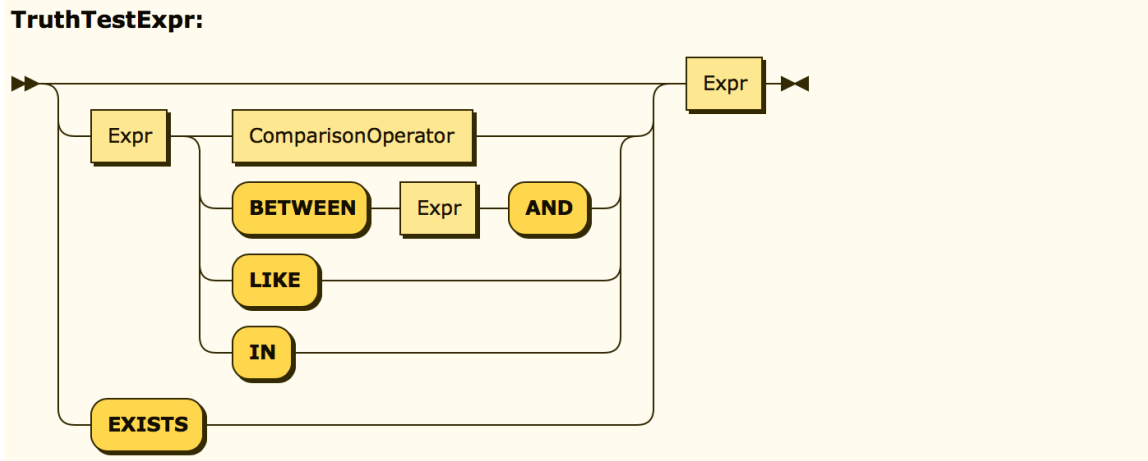 TruthTestExpr:
Expr
Expr ComparisonOperator
BETWEEN Expr AND
LIKE
IN
EXISTS